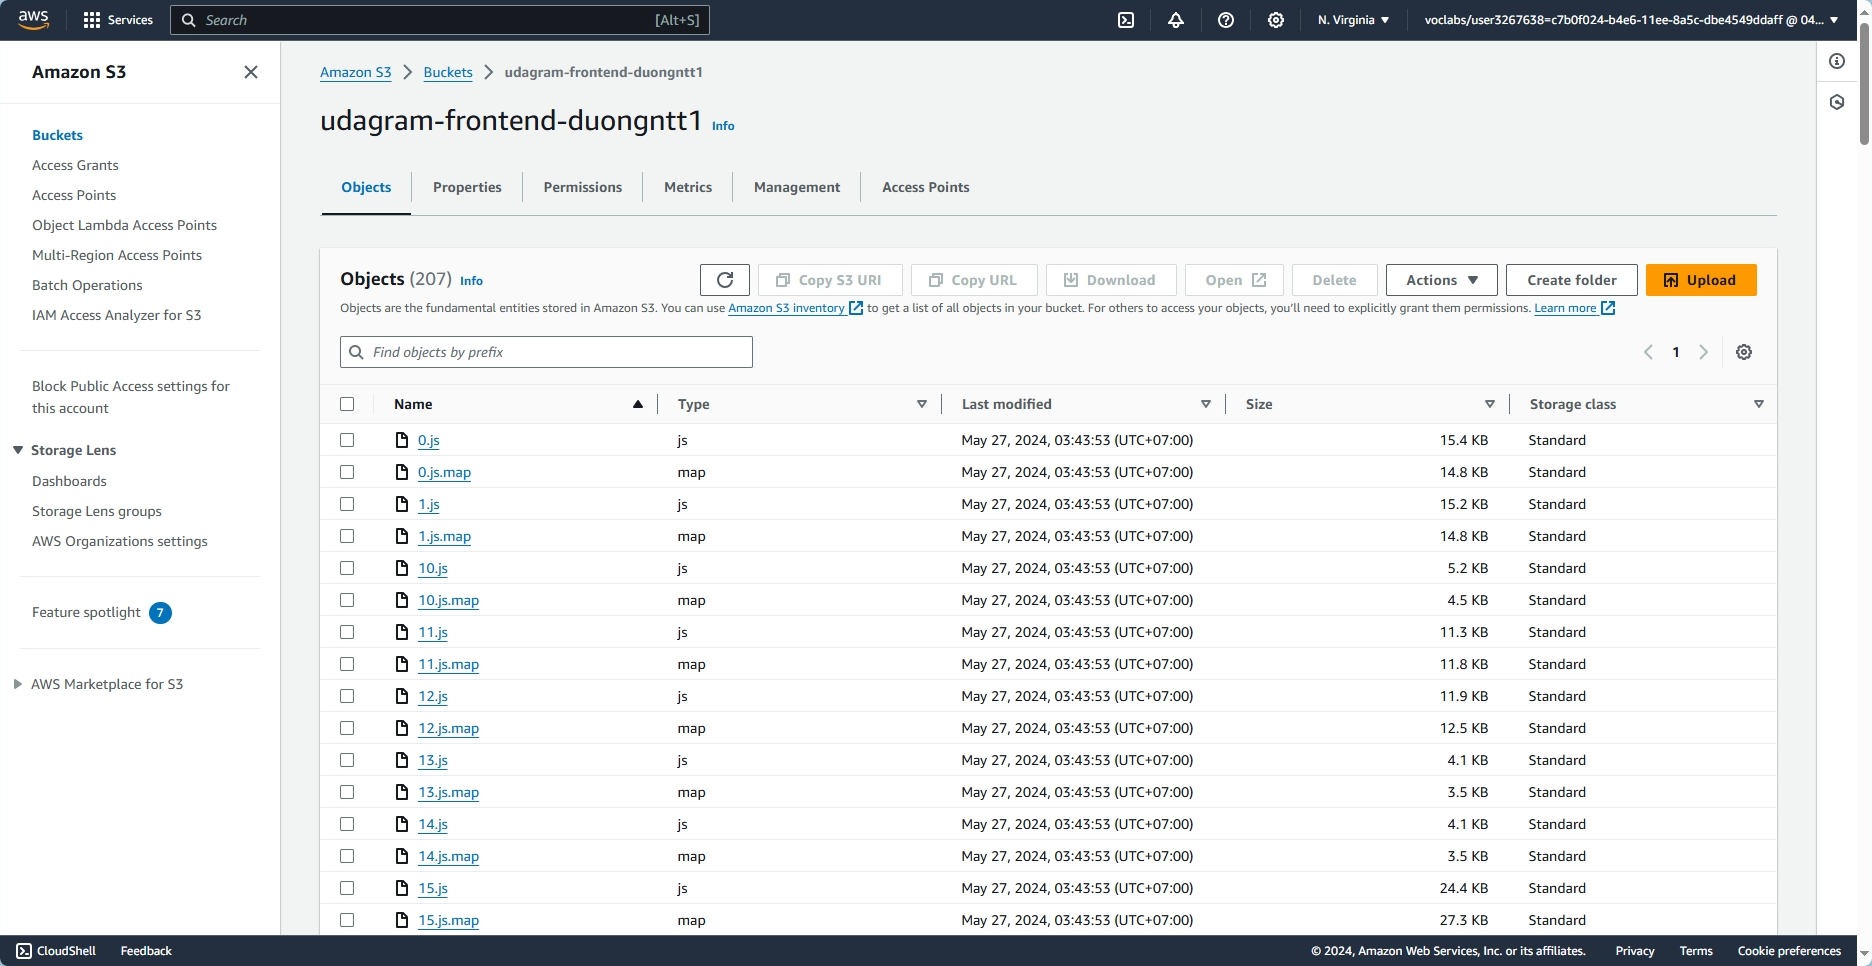 aws Services Search [Alt+S] N. Virginia voclabs/user3267638=c7b0f024-b4e6-11ee-8a5c-dbe4549ddaff @ 04...
Amazon S3
Buckets
Access Grants
Access Points
Object Lambda Access Points
Multi-Region Access Points
Batch Operations
IAM Access Analyzer for S3
Block Public Access settings for
this account
Storage Lens
Dashboards
Storage Lens groups
AWS Organizations settings
Feature spotlight 7
AWS Marketplace for S3
Amazon S3 Buckets udagram-frontend-duongntt1
udagram-frontend-duongntt1 Info
Objects Properties Permissions Metrics Management Access Points
Objects (207) Info Copy S3 URI Copy URL Download Open Delete Actions Create folder Upload
Objects are the fundamental entities stored in Amazon S3. You can use Amazon S3 inventory to get a list of all objects in your bucket. For others to access your objects, you'll need to explicitly grant them permissions. Learn more
Find objects by prefix 1
Name Type Last modified Size Storage class
0.js js May 27, 2024, 03:43:53 (UTC+07:00) 15.4 KB Standard
0.js.map map May 27, 2024, 03:43:53 (UTC+07:00) 14.8 KB Standard
1.js js May 27, 2024, 03:43:53 (UTC+07:00) 15.2 KB Standard
1.js.map map May 27, 2024, 03:43:53 (UTC+07:00) 14.8 KB Standard
10.js js May 27, 2024, 03:43:53 (UTC+07:00) 5.2 KB Standard
10.js.map map May 27, 2024, 03:43:53 (UTC+07:00) 4.5 KB Standard
11.js js May 27, 2024, 03:43:53 (UTC+07:00) 11.3 KB Standard
11.js.map map May 27, 2024, 03:43:53 (UTC+07:00) 11.8 KB Standard
12.js js May 27, 2024, 03:43:53 (UTC+07:00) 11.9 KB Standard
12.js.map map May 27, 2024, 03:43:53 (UTC+07:00) 12.5 KB Standard
13.js js May 27, 2024, 03:43:53 (UTC+07:00) 4.1 KB Standard
13.js.map map May 27, 2024, 03:43:53 (UTC+07:00) 3.5 KB Standard
14.js js May 27, 2024, 03:43:53 (UTC+07:00) 4.1 KB Standard
14.js.map map May 27, 2024, 03:43:53 (UTC+07:00) 3.5 KB Standard
15.js js May 27, 2024, 03:43:53 (UTC+07:00) 24.4 KB Standard
15.js.map map May 27, 2024, 03:43:53 (UTC+07:00) 27.3 KB Standard
CloudShell Feedback © 2024, Amazon Web Services, Inc. or its affiliates. Privacy Terms Cookie preferences